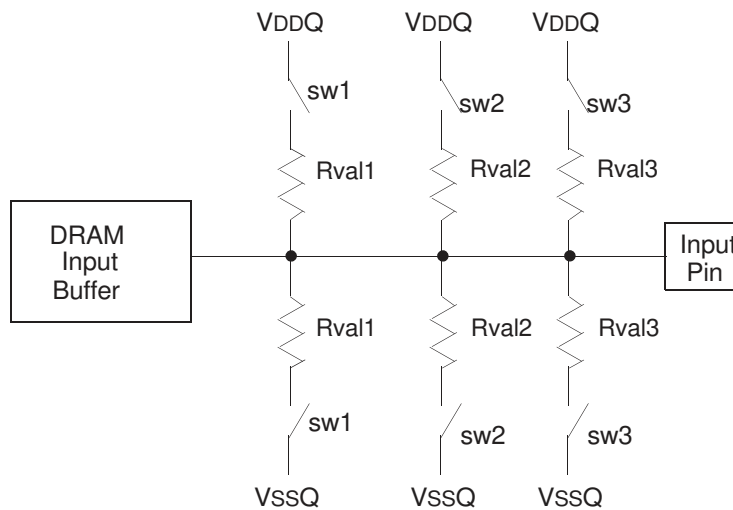 VDDQ VDDQ VDDQ
sw1 sw2 sw3
Rval1 Rval2 Rval3
DRAM
Input
Buffer
Input
Pin
Rval1 Rval2 Rval3
sw1 sw2 sw3
VSSQ VSSQ VSSQ